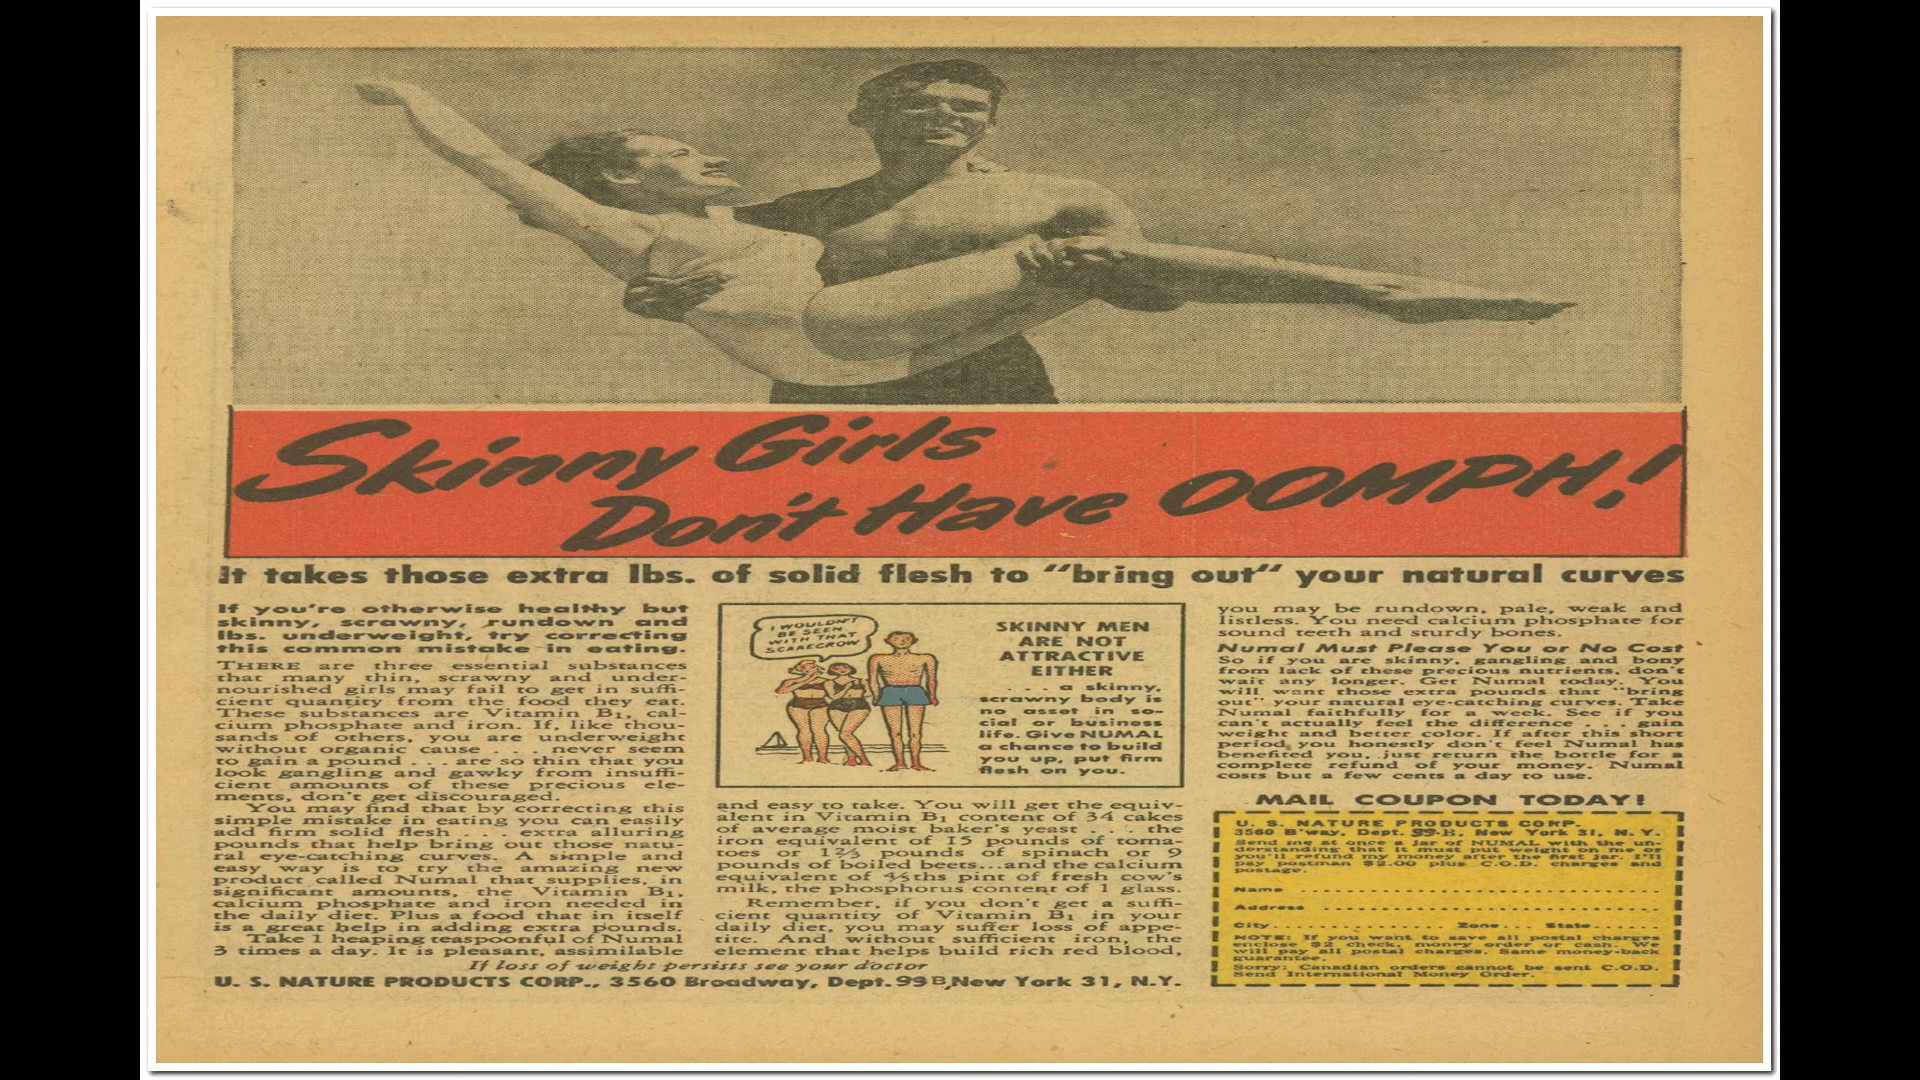 Skinny Girls
Don't Have OOMPH!
It takes those extra lbs. of solid flesh to "bring out" your natural curves
If you're otherwise healthy but
skinny, scrawny, rundown and
lbs. underweight, try correcting
this common mistake in eating.
THERE are three essential substances
that many thin, scrawny and under-
nourished girls may fail to get in suffi-
cient quantity from the food they eat.
These substances are Vitamin B1, cal-
cium phosphate and iron. If, like thou-
sands of others, you are underweight
without organic cause . . . never seem
to gain a pound . . . are so thin that you
look gangling and gawky from insuffi-
cient amounts of these precious ele-
ments, don't get discouraged.
You may find that by correcting this
simple mistake in eating you can easily
add firm solid flesh . . . extra alluring
pounds that help bring out those natu-
ral eye-catching curves. A simple and
easy way is to try the amazing new
product called Numal that supplies, in
significant amounts, the Vitamin B1,
calcium phosphate and iron needed in
the daily diet. Plus a food that in itself
is a great help in adding extra pounds.
Take 1 heaping teaspoonful of Numal
3 times a day. It is pleasant, assimilable
I WOULDN'T
BE SEEN
WITH THAT
SCARECROW
SKINNY MEN
ARE NOT
ATTRACTIVE
EITHER
. . . a skinny,
scrawny body is
no asset in so-
cial or business
life. Give NUMAL
a chance to build
you up, put firm
flesh on you.
and easy to take. You will get the equiv-
alent in Vitamin B1 content of 34 cakes
of average moist baker's yeast . . . the
iron equivalent of 15 pounds of toma-
toes or 1⅔ pounds of spinach or 9
pounds of boiled beets...and the calcium
equivalent of ⅘ths pint of fresh cow's
milk, the phosphorus content of 1 glass.
Remember, if you don't get a suffi-
cient quantity of Vitamin B1 in your
daily diet, you may suffer loss of appe-
tite. And without sufficient iron, the
element that helps build rich red blood,
you may be rundown, pale, weak and
listless. You need calcium phosphate for
sound teeth and sturdy bones.
Numal Must Please You or No Cost
So if you are skinny, gangling and bony
from lack of these precious nutrients, don't
wait any longer. Get Numal today. You
will want those extra pounds that "bring
out" your natural eye-catching curves. Take
Numal faithfully for a week. See if you
can't actually feel the difference . . . gain
weight and better color. If after this short
period, you honestly don't feel Numal has
benefited you, just return the bottle for a
complete refund of your money. Numal
costs but a few cents a day to use.
If loss of weight persists see your doctor
U. S. NATURE PRODUCTS CORP., 3560 Broadway, Dept. 99B, New York 31, N.Y.
MAIL COUPON TODAY!
U. S. NATURE PRODUCTS CORP.
3560 B'way, Dept. 99-B, New York 31, N. Y.
Send me at once a jar of NUMAL with the un-
derstanding that it must put weight on me or
you'll refund my money after the first jar. I'll
pay postman $2.00 plus C.O.D. charges and
postage.
Name
Address
City Zone State
NOTE: If you want to save all postal charges
enclose $2 check, money order or cash. We
will pay all postal charges. Same money-back
guarantee.
Sorry: Canadian orders cannot be sent C.O.D.
Send International Money Order.